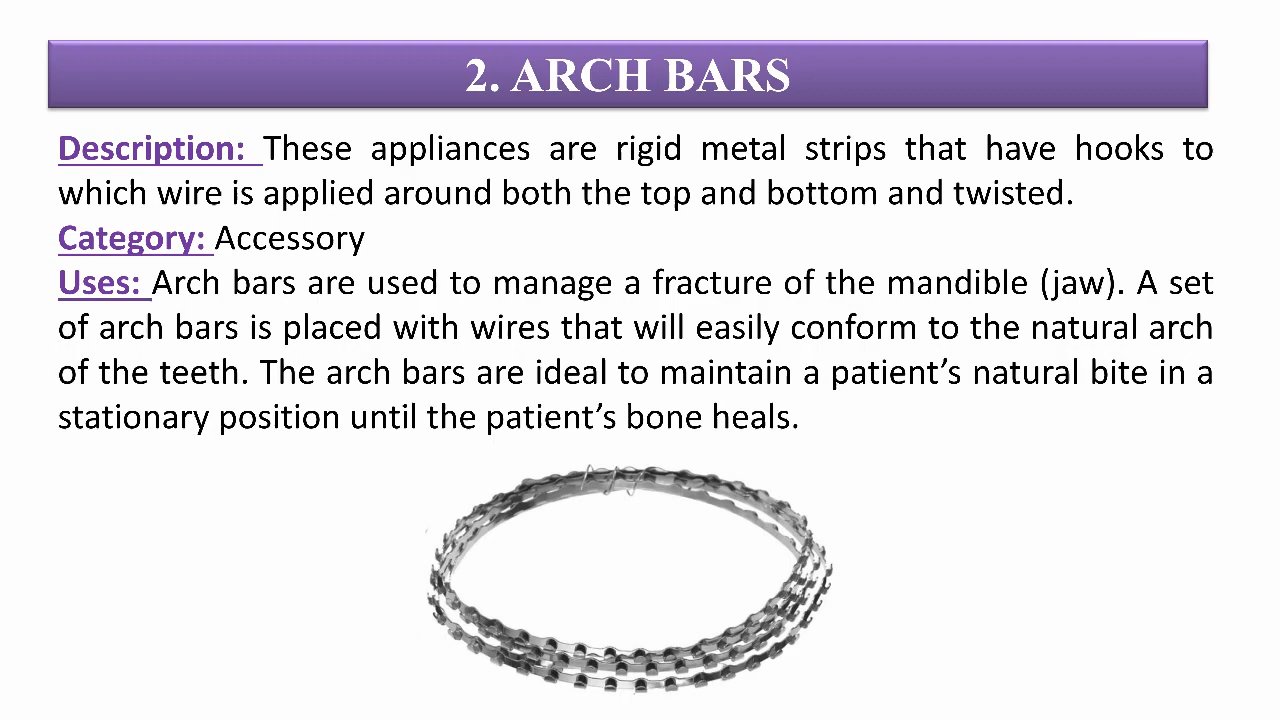 2. ARCH BARS
Description: These appliances are rigid metal strips that have hooks to
which wire is applied around both the top and bottom and twisted.
Category: Accessory
Uses: Arch bars are used to manage a fracture of the mandible (jaw). A set
of arch bars is placed with wires that will easily conform to the natural arch
of the teeth. The arch bars are ideal to maintain a patient’s natural bite in a
stationary position until the patient’s bone heals.